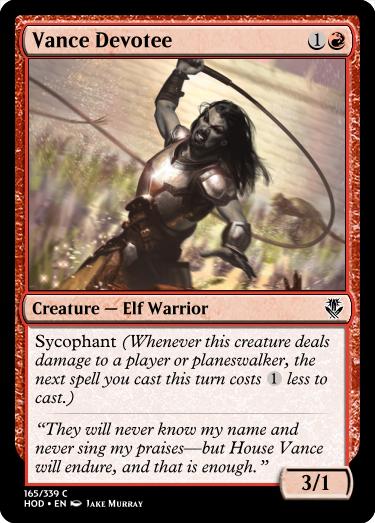 Vance Devotee 1
Creature — Elf Warrior
Sycophant (Whenever this creature deals
damage to a player or planeswalker, the
next spell you cast this turn costs 1 less to
cast.)
“They will never know my name and
never sing my praises—but House Vance
will endure, and that is enough.”
3/1
165/339 C
HOD • EN Jake Murray